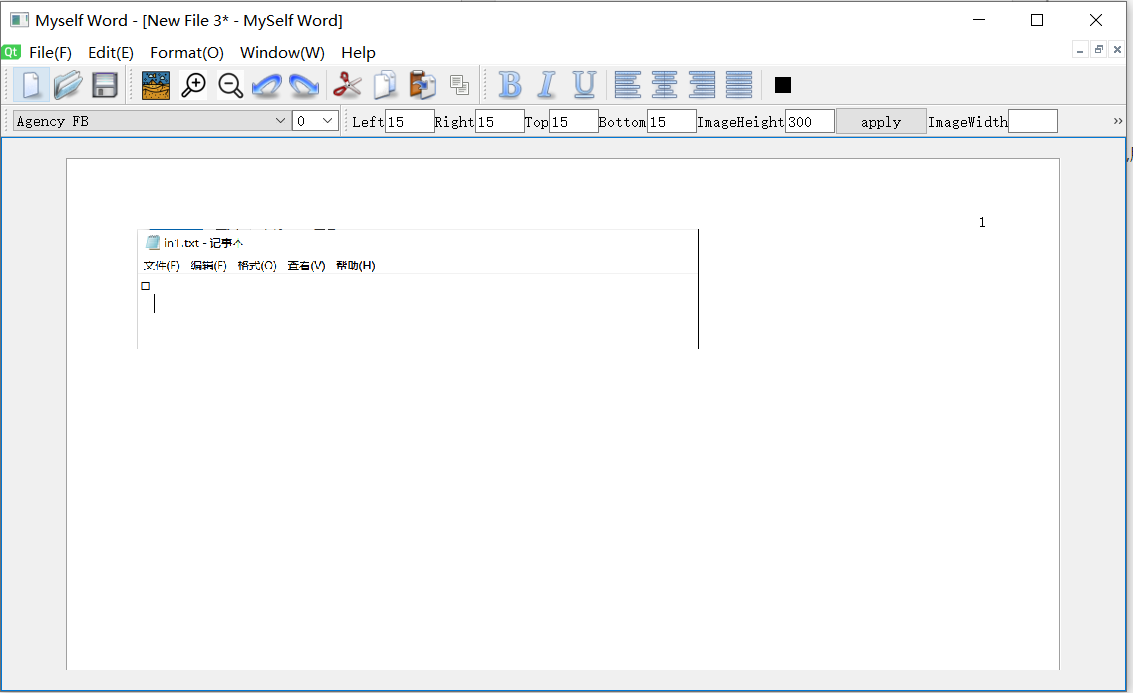 Myself Word - [New File 3* - MySelf Word]
Qt File(F) Edit(E) Format(O) Window(W) Help
B I U
Agency FB 0 Left 15 Right 15 Top 15 Bottom 15 ImageHeight 300 apply ImageWidth »
1
in1.txt - 记事
文件(F) 编辑(E) 格式(O) 查看(V) 帮助(H)